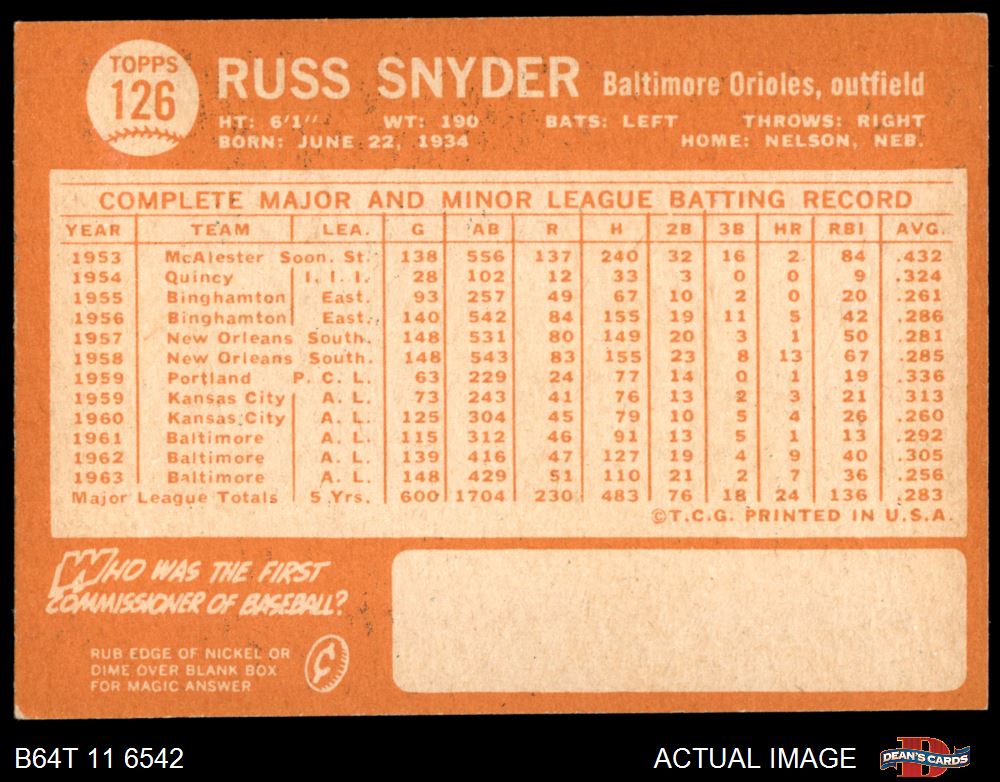 TOPPS
126
RUSS SNYDER Baltimore Orioles, outfield
HT: 6'1" WT: 190 BATS: LEFT THROWS: RIGHT
BORN: JUNE 22, 1934 HOME: NELSON, NEB.
COMPLETE MAJOR AND MINOR LEAGUE BATTING RECORD
YEAR TEAM LEA. G AB R H 2B 3B HR RBI AVG.
1953 McAlester Soon. St. 138 556 137 240 32 16 2 84 .432
1954 Quincy I. I. I. 28 102 12 33 3 0 0 9 .324
1955 Binghamton East. 93 257 49 67 10 2 0 20 .261
1956 Binghamton East. 140 542 84 155 19 11 5 42 .286
1957 New Orleans South. 148 531 80 149 20 3 1 50 .281
1958 New Orleans South. 148 543 83 155 23 8 13 67 .285
1959 Portland P. C. L. 63 229 24 77 14 0 1 19 .336
1959 Kansas City A. L. 73 243 41 76 13 2 3 21 .313
1960 Kansas City A. L. 125 304 45 79 10 5 4 26 .260
1961 Baltimore A. L. 115 312 46 91 13 5 1 13 .292
1962 Baltimore A. L. 139 416 47 127 19 4 9 40 .305
1963 Baltimore A. L. 148 429 51 110 21 2 7 36 .256
Major League Totals 5 Yrs. 600 1704 230 483 76 18 24 136 .283
©T.C.G. PRINTED IN U.S.A.
WHO WAS THE FIRST
COMMISSIONER OF BASEBALL?
RUB EDGE OF NICKEL OR
DIME OVER BLANK BOX
FOR MAGIC ANSWER
B64T 11 6542 ACTUAL IMAGE DEAN'S CARDS